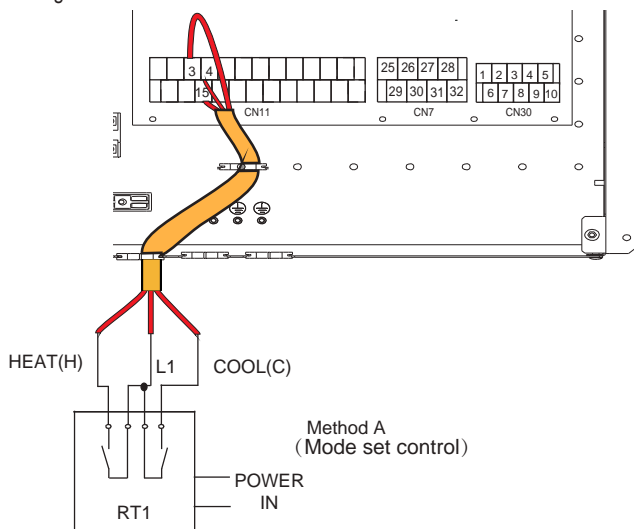 3 4
25 26 27 28
1 2 3 4 5
15
29 30 31 32
6 7 8 9 10
CN11
CN7
CN30
HEAT(H)
L1
COOL(C)
Method A
（Mode set control）
POWER
IN
RT1